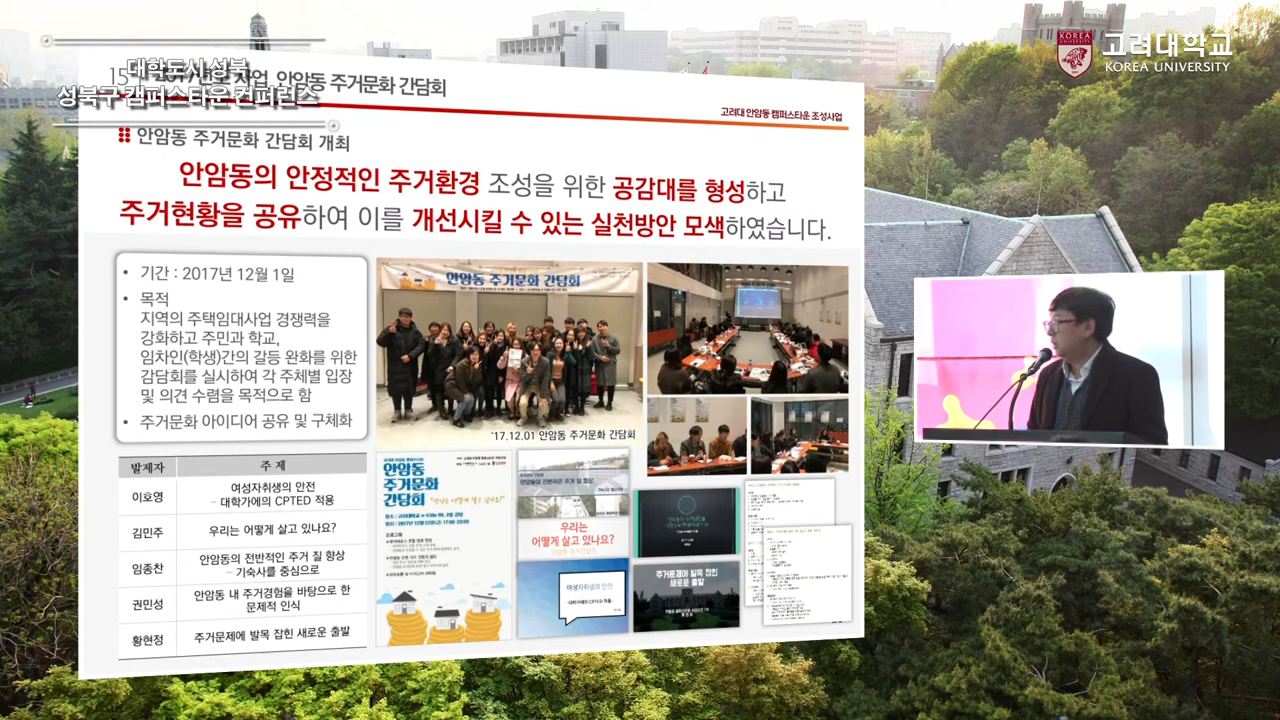 대학도시 성북
성북구 캠퍼스타운 컨퍼런스
KOREA
UNIVERSITY
고려대학교
KOREA UNIVERSITY
안암동 주거문화 간담회
고려대 안암동 캠퍼스타운 조성사업
안암동 주거문화 간담회 개최
안암동의 안정적인 주거환경 조성을 위한 공감대를 형성하고
주거현황을 공유하여 이를 개선시킬 수 있는 실천방안 모색하였습니다.
• 기간 : 2017년 12월 1일
• 목적
지역의 주택임대사업 경쟁력을
강화하고 주민과 학교,
임차인(학생)간의 갈등 완화를 위한
감담회를 실시하여 각 주체별 입장
및 의견 수렴을 목적으로 함
• 주거문화 아이디어 공유 및 구체화
안암동 주거문화 간담회
'17.12.01 안암동 주거문화 간담회
발제자 주 제
이호영 여성자취생의 안전
– 대학가에의 CPTED 적용
김민주 우리는 어떻게 살고 있나요?
임종민 안암동의 전반적인 주거 질 향상
– 기숙사를 중심으로
권민성 안암동 내 주거경험을 바탕으로 한
문제적 인식
황현정 주거문제에 발목 잡힌 새로운 출발
안암동
주거문화
간담회
우리는
어떻게 살고 있나요?
여성자취생의 안전
주거문제에 발목 잡힌
새로운 출발